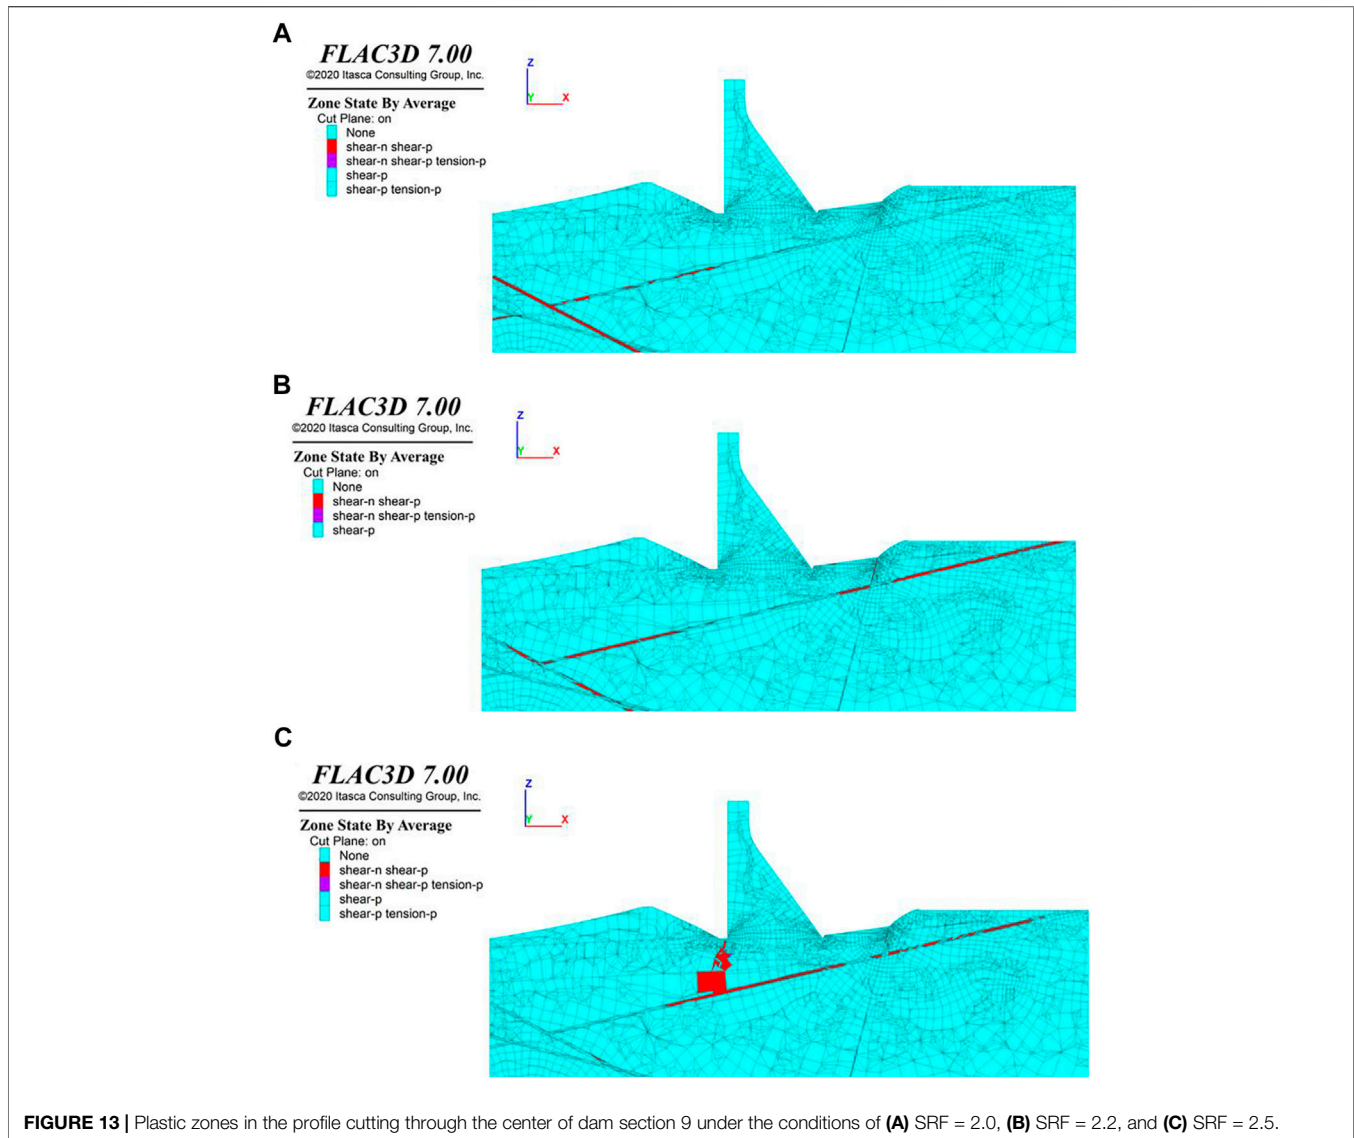 A
FLAC3D 7.00
©2020 Itasca Consulting Group, Inc.
Zone State By Average
Cut Plane: on
None
shear-n shear-p
shear-n shear-p tension-p
shear-p
shear-p tension-p
Z
Y
X
B
FLAC3D 7.00
©2020 Itasca Consulting Group, Inc.
Zone State By Average
Cut Plane: on
None
shear-n shear-p
shear-n shear-p tension-p
shear-p
Z
Y
X
C
FLAC3D 7.00
©2020 Itasca Consulting Group, Inc.
Zone State By Average
Cut Plane: on
None
shear-n shear-p
shear-n shear-p tension-p
shear-p
shear-p tension-p
Z
Y
X
FIGURE 13 | Plastic zones in the profile cutting through the center of dam section 9 under the conditions of (A) SRF = 2.0, (B) SRF = 2.2, and (C) SRF = 2.5.